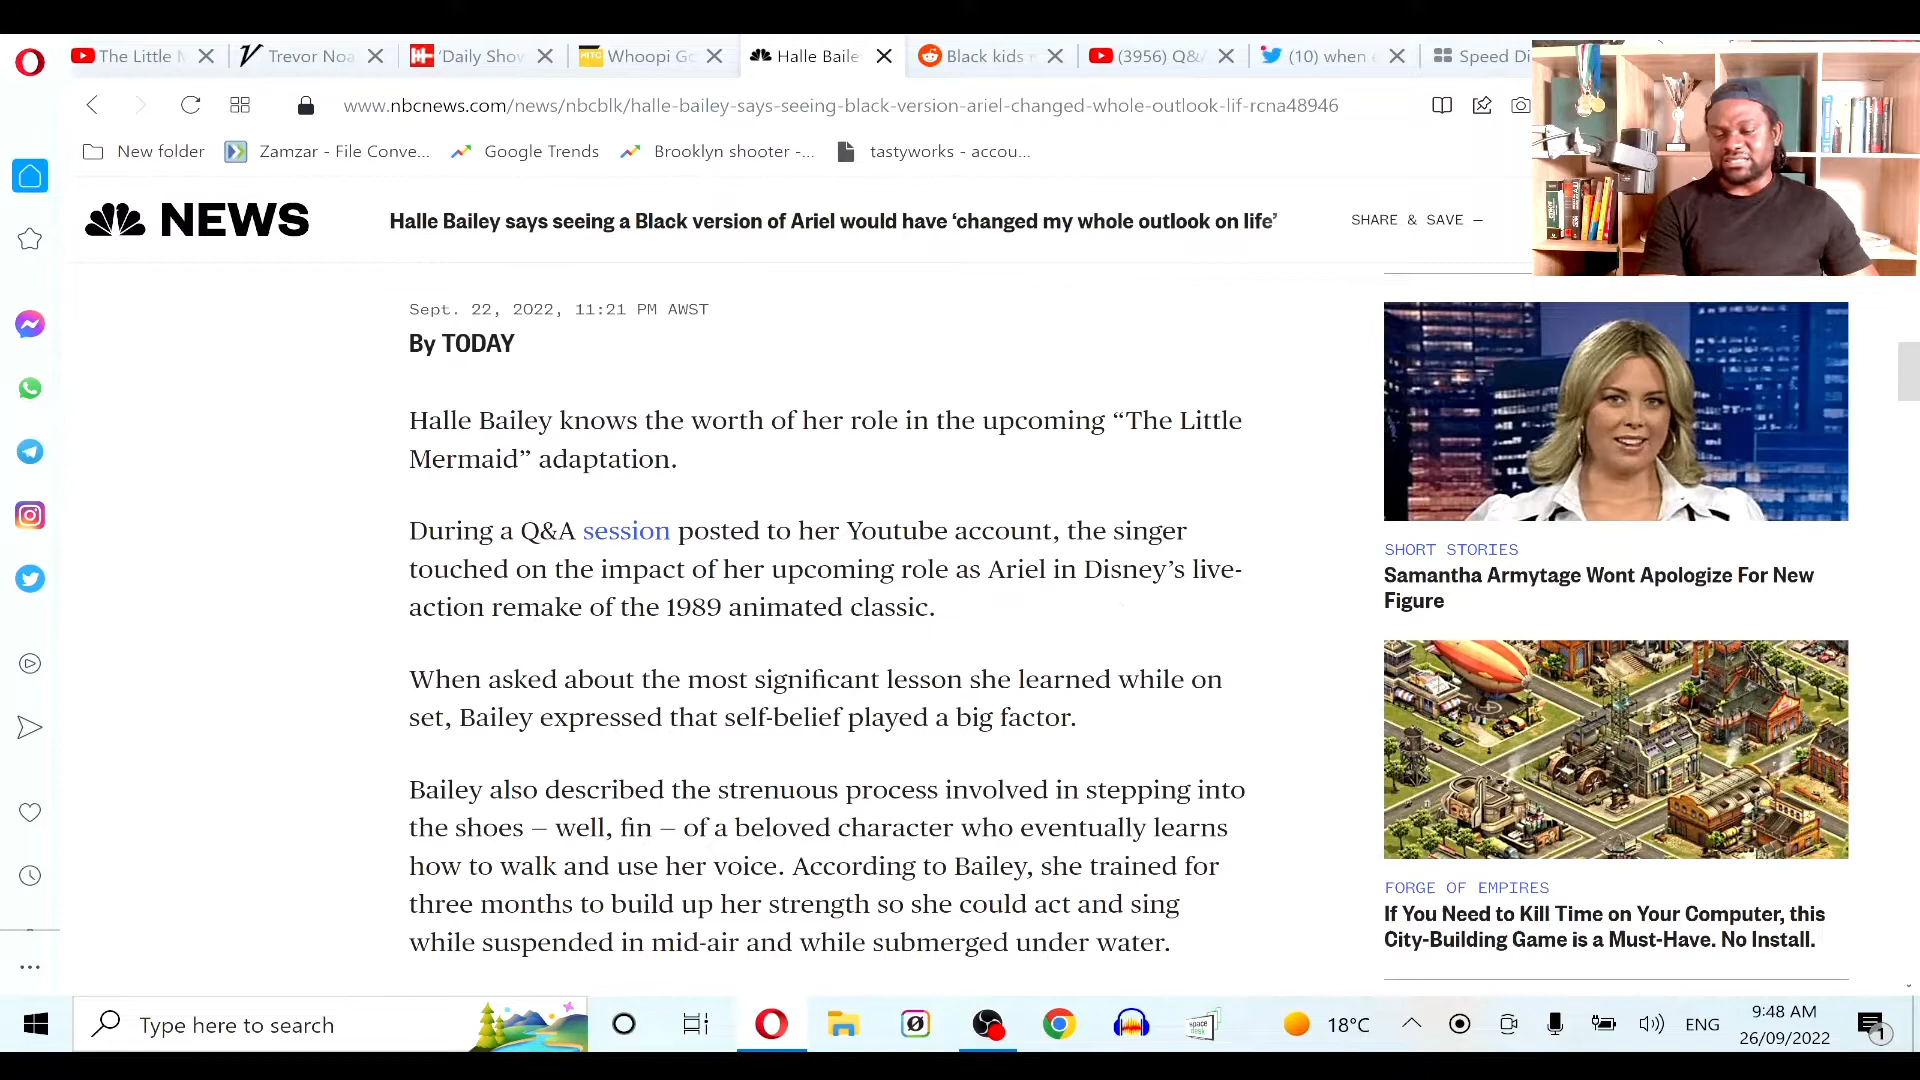 The Little
Trevor Noa
'Daily Show
HITC
Whoopi Go
Halle Baile
Black kids
(3956) Q&
(10) when
Speed Di
www.nbcnews.com/news/nbcblk/halle-bailey-says-seeing-black-version-ariel-changed-whole-outlook-lif-rcna48946
New folder
Zamzar - File Conve...
Google Trends
Brooklyn shooter -...
tastyworks - accou...
NEWS
Halle Bailey says seeing a Black version of Ariel would have ‘changed my whole outlook on life’
SHARE & SAVE —
Sept. 22, 2022, 11:21 PM AWST
By TODAY
Halle Bailey knows the worth of her role in the upcoming “The Little
Mermaid” adaptation.
During a Q&A session posted to her Youtube account, the singer
touched on the impact of her upcoming role as Ariel in Disney’s live-
action remake of the 1989 animated classic.
When asked about the most significant lesson she learned while on
set, Bailey expressed that self-belief played a big factor.
Bailey also described the strenuous process involved in stepping into
the shoes — well, fin — of a beloved character who eventually learns
how to walk and use her voice. According to Bailey, she trained for
three months to build up her strength so she could act and sing
while suspended in mid-air and while submerged under water.
SHORT STORIES
Samantha Armytage Wont Apologize For New
Figure
FORGE OF EMPIRES
If You Need to Kill Time on Your Computer, this
City-Building Game is a Must-Have. No Install.
Type here to search
space
desk
18°C
ENG
9:48 AM
26/09/2022
1